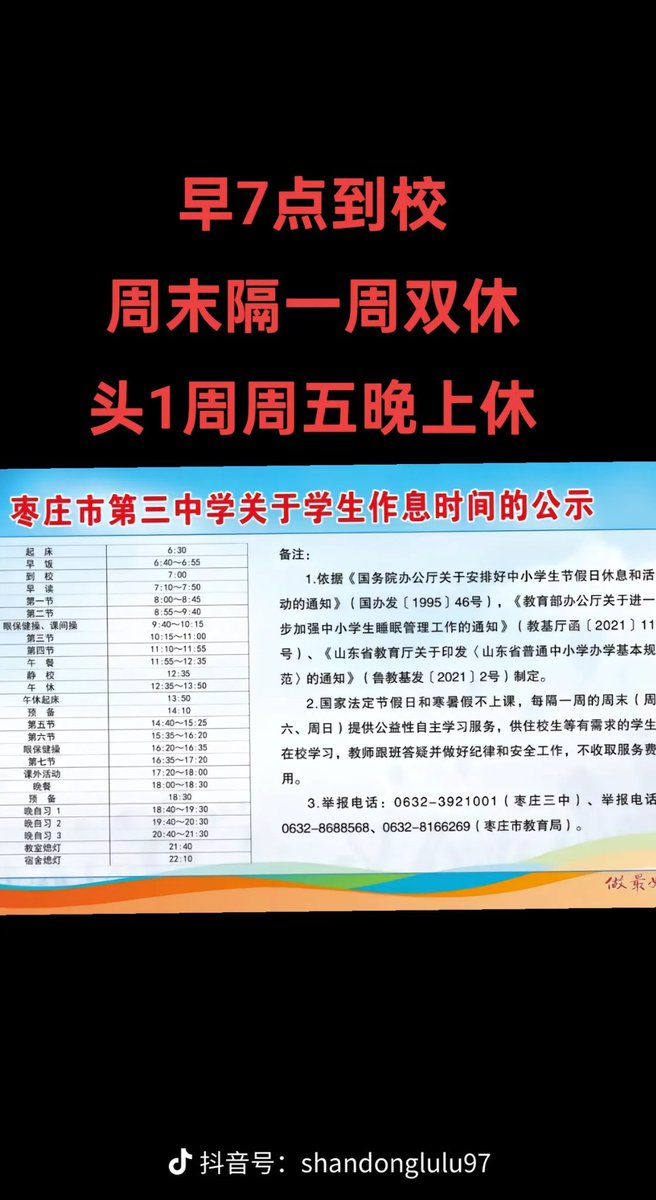 早7点到校
周末隔一周双休
头1周周五晚上休
枣庄市第三中学关于学生作息时间的公示
起 床 6:30
早 饭 6:40～6:55
到 校 7:00
早 读 7:10～7:50
第一节 8:00～8:45
第二节 8:55～9:40
眼保健操、课间操 9:40～10:15
第三节 10:15～11:00
第四节 11:10～11:55
午 餐 11:55～12:35
静 校 12:35
午 休 12:35～13:50
午休起床 13:50
预 备 14:10
第五节 14:40～15:25
第六节 15:35～16:20
眼保健操 16:20～16:35
第七节 16:35～17:20
课外活动 17:20～18:00
晚餐 18:00～18:30
预 备 18:30
晚自习 1 18:40～19:30
晚自习 2 19:40～20:30
晚自习 3 20:40～21:30
教室熄灯 21:40
宿舍熄灯 22:10
备注：
1.依据《国务院办公厅关于安排好中小学生节假日休息和活
动的通知》（国办发〔1995〕46号），《教育部办公厅关于进一
步加强中小学生睡眠管理工作的通知》（教基厅函〔2021〕11
号）、《山东省教育厅关于印发〈山东省普通中小学办学基本规
范〉的通知》（鲁教基发〔2021〕2号）制定。
2.国家法定节假日和寒暑假不上课，每隔一周的周末（周
六、周日）提供公益性自主学习服务，供住校生等有需求的学生
在校学习，教师跟班答疑并做好纪律和安全工作，不收取服务费
用。
3.举报电话：0632-3921001（枣庄三中）、举报电话
0632-8688568、0632-8166269（枣庄市教育局）。
做最
抖音号：shandonglulu97